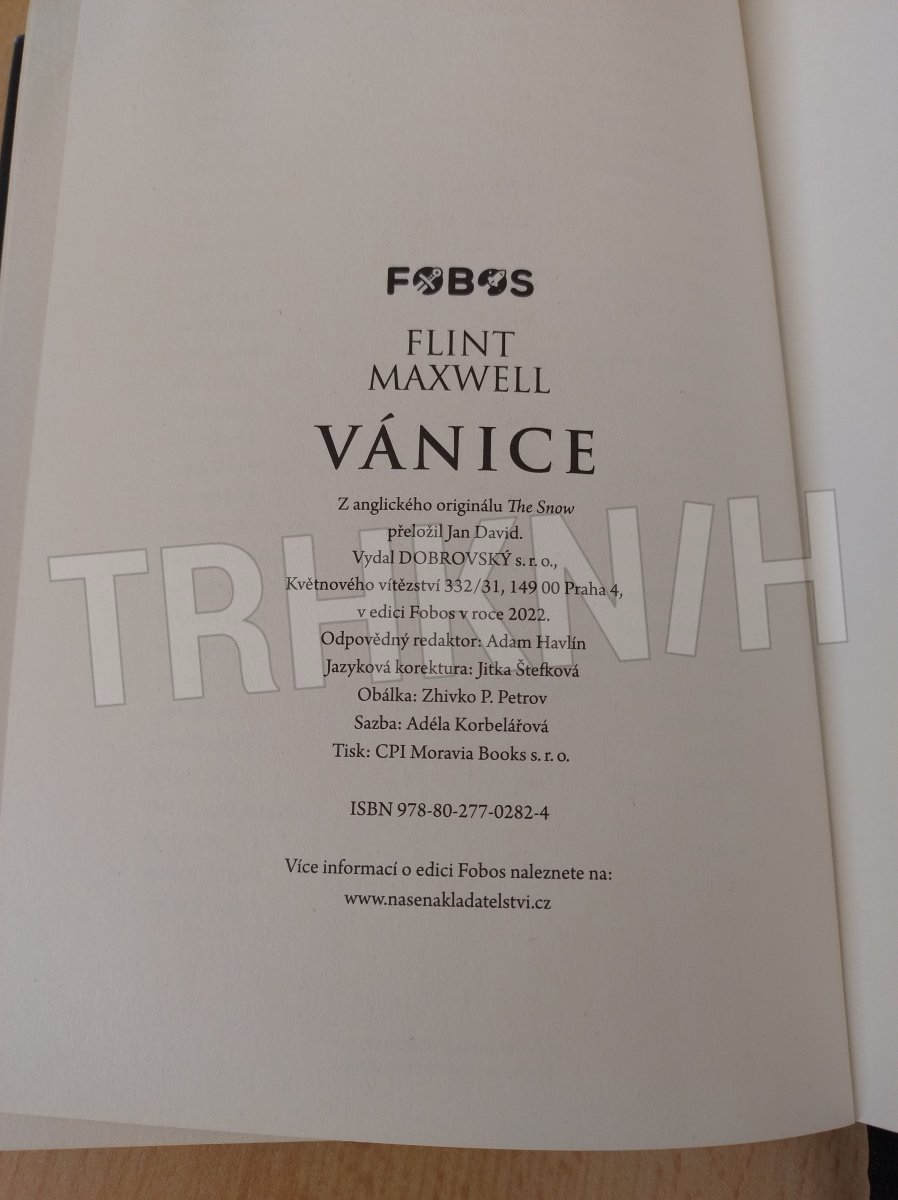 FOBOS
FLINT
MAXWELL
VÁNICE
Z anglického originálu The Snow
přeložil Jan David.
Vydal DOBROVSKÝ s. r. o.,
Květnového vítězství 332/31, 149 00 Praha 4,
v edici Fobos v roce 2022.
Odpovědný redaktor: Adam Havlín
Jazyková korektura: Jitka Štefková
Obálka: Zhivko P. Petrov
Sazba: Adéla Korbelářová
Tisk: CPI Moravia Books s. r. o.
ISBN 978-80-277-0282-4
Více informací o edici Fobos naleznete na:
www.nasenakladatelstvi.cz
TRHKN/H